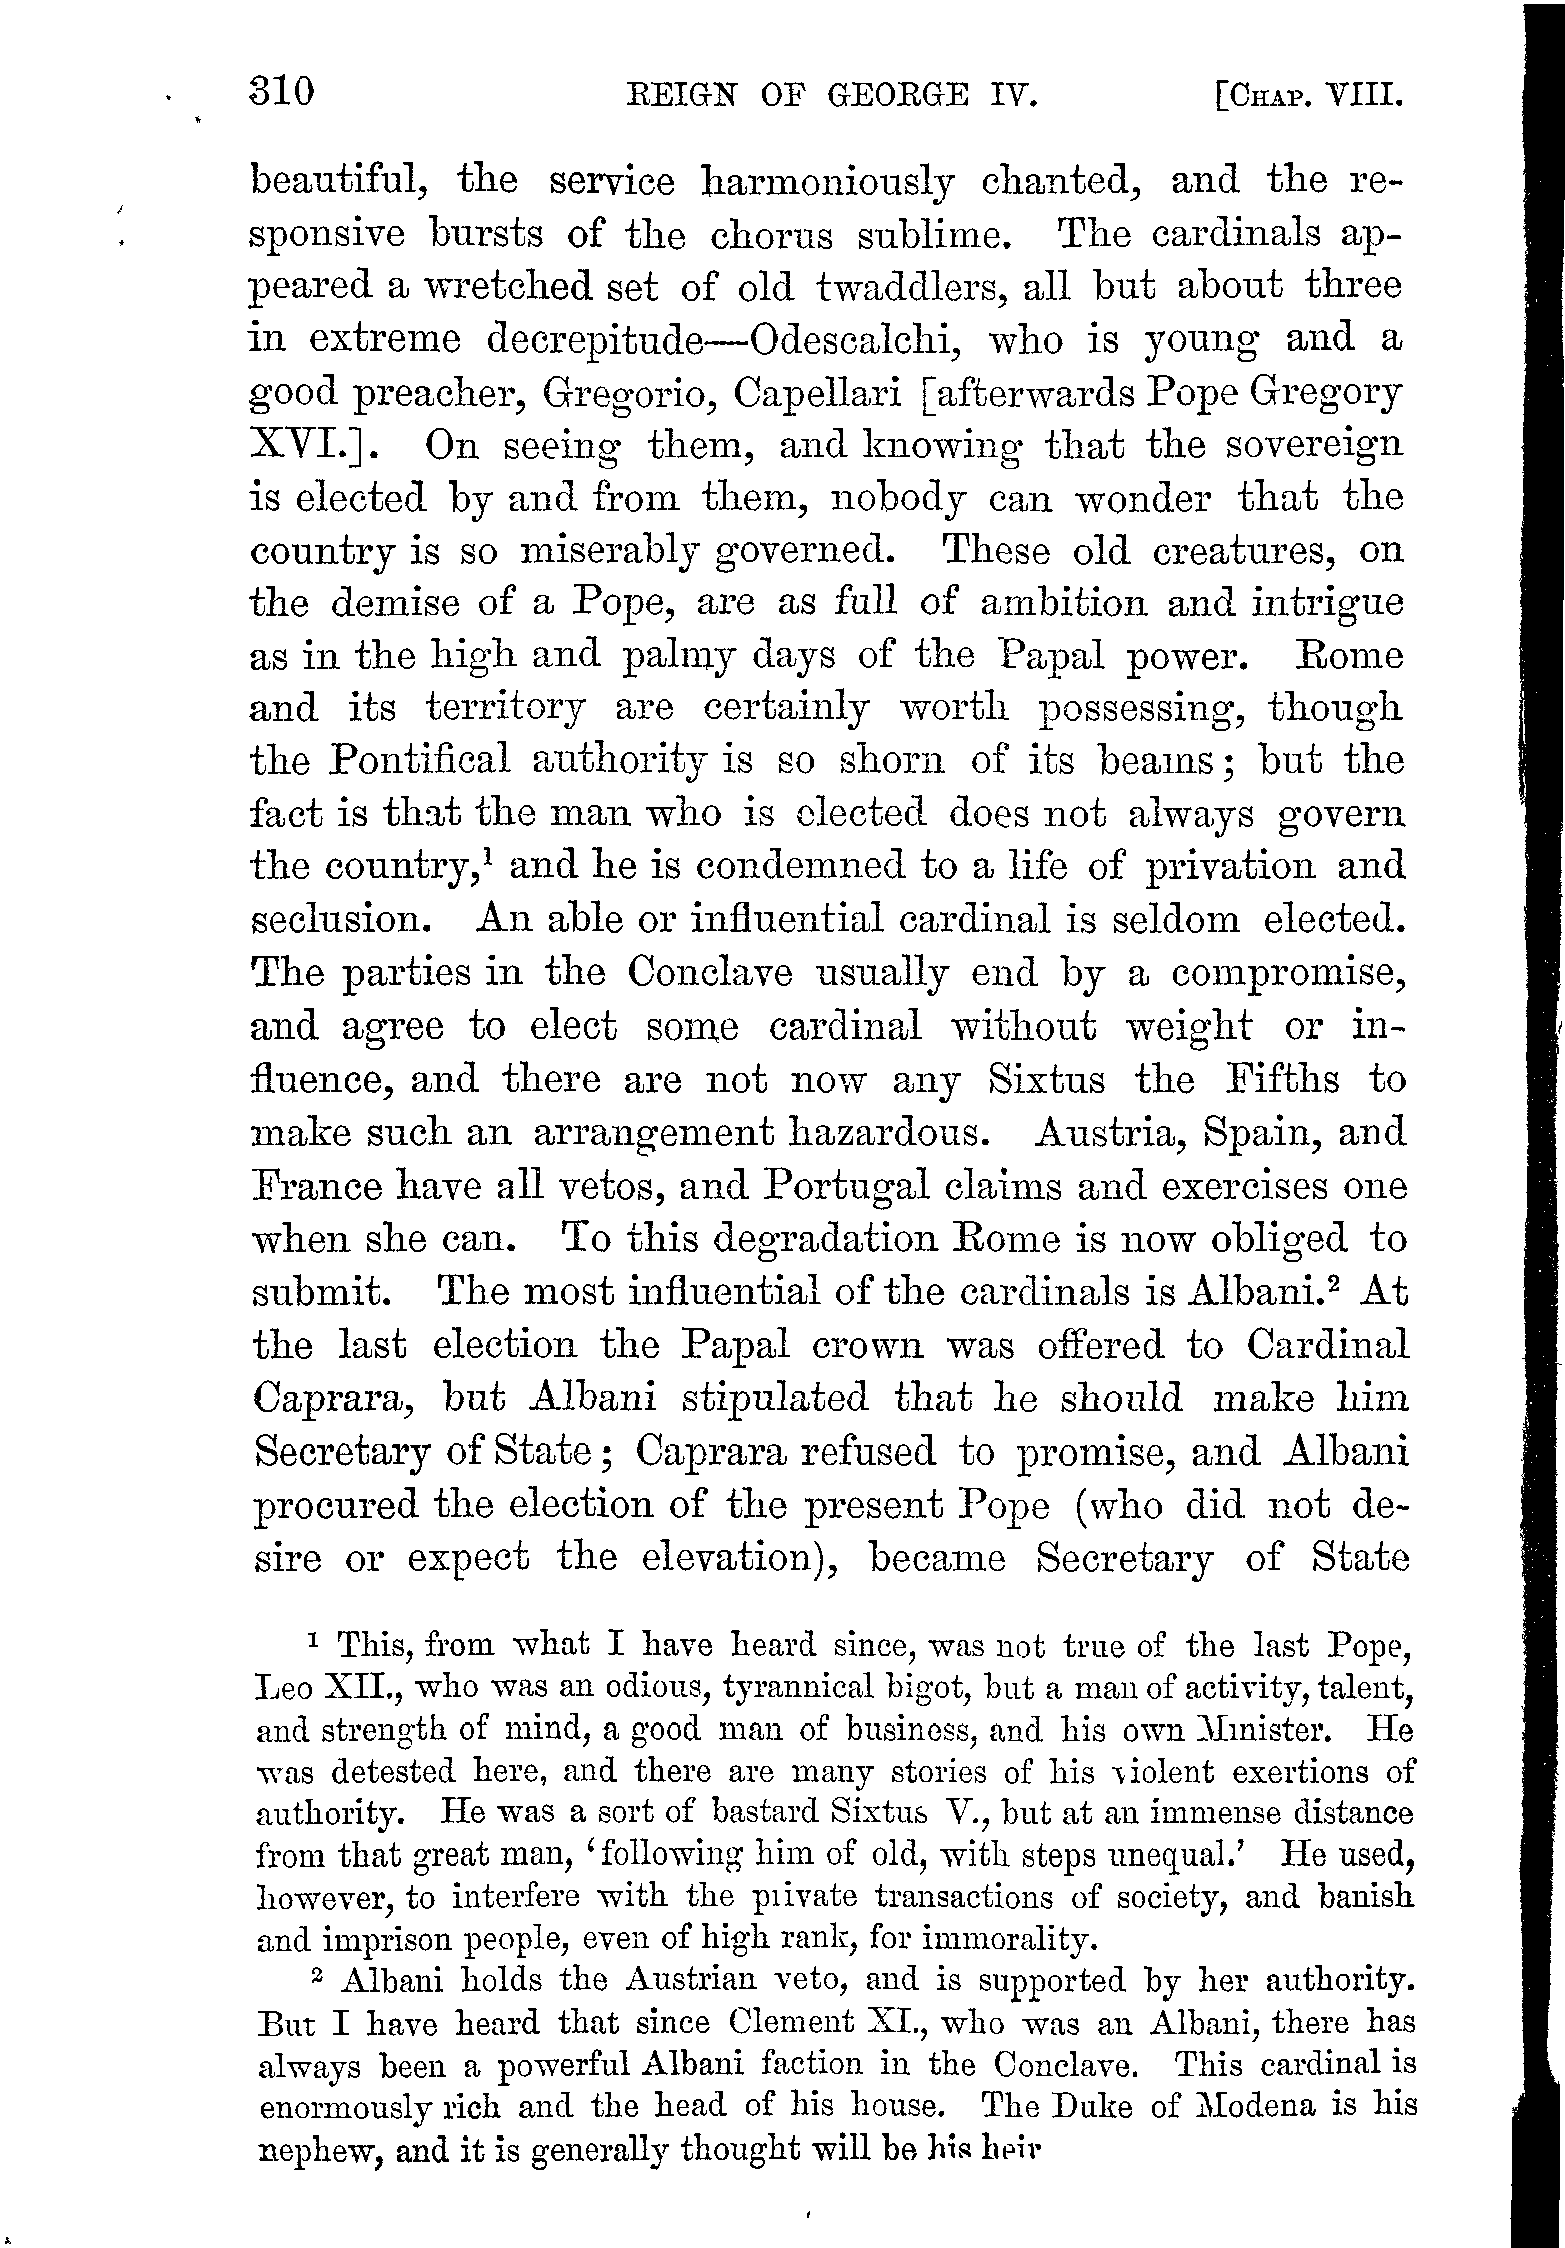 310 REIGN OF GEORGE IV. [CHAP. VIII.
beautiful, the service harmoniously chanted, and the re-
sponsive bursts of the chorus sublime. The cardinals ap-
peared a wretched set of old twaddlers, all but about three
in extreme decrepitude—Odescalchi, who is young and a
good preacher, Gregorio, Capellari [afterwards Pope Gregory
XVI.]. On seeing them, and knowing that the sovereign
is elected by and from them, nobody can wonder that the
country is so miserably governed. These old creatures, on
the demise of a Pope, are as full of ambition and intrigue
as in the high and palmy days of the Papal power. Rome
and its territory are certainly worth possessing, though
the Pontifical authority is so shorn of its beams; but the
fact is that the man who is elected does not always govern
the country,¹ and he is condemned to a life of privation and
seclusion. An able or influential cardinal is seldom elected.
The parties in the Conclave usually end by a compromise,
and agree to elect some cardinal without weight or in-
fluence, and there are not now any Sixtus the Fifths to
make such an arrangement hazardous. Austria, Spain, and
France have all vetos, and Portugal claims and exercises one
when she can. To this degradation Rome is now obliged to
submit. The most influential of the cardinals is Albani.² At
the last election the Papal crown was offered to Cardinal
Caprara, but Albani stipulated that he should make him
Secretary of State; Caprara refused to promise, and Albani
procured the election of the present Pope (who did not de-
sire or expect the elevation), became Secretary of State
¹ This, from what I have heard since, was not true of the last Pope,
Leo XII., who was an odious, tyrannical bigot, but a man of activity, talent,
and strength of mind, a good man of business, and his own Minister. He
was detested here, and there are many stories of his violent exertions of
authority. He was a sort of bastard Sixtus V., but at an immense distance
from that great man, ‘following him of old, with steps unequal.’ He used,
however, to interfere with the private transactions of society, and banish
and imprison people, even of high rank, for immorality.
² Albani holds the Austrian veto, and is supported by her authority.
But I have heard that since Clement XI., who was an Albani, there has
always been a powerful Albani faction in the Conclave. This cardinal is
enormously rich and the head of his house. The Duke of Modena is his
nephew, and it is generally thought will be his heir